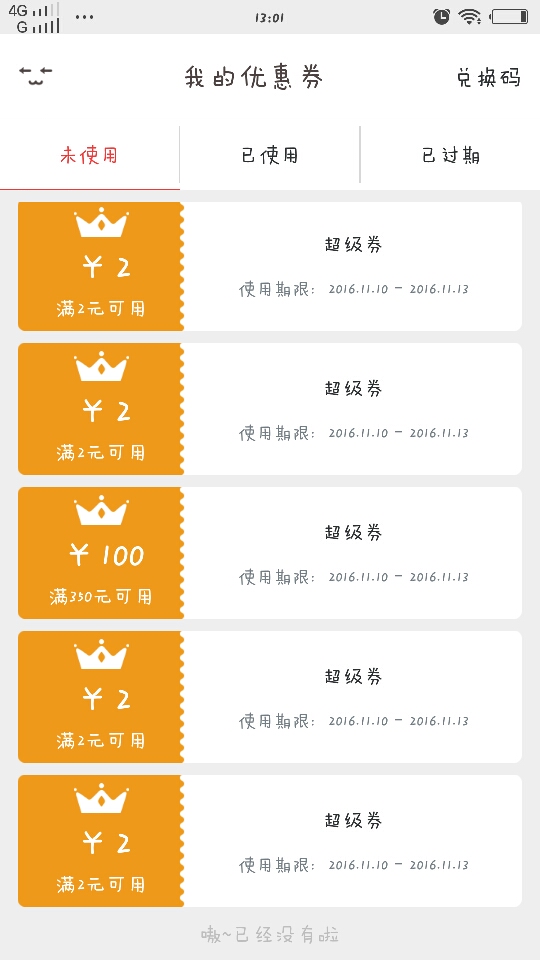 4G
G
13:01
我的优惠券
兑换码
未使用
已使用
已过期
¥ 2
满2元可用
超级券
使用期限: 2016.11.10 - 2016.11.13
¥ 2
满2元可用
超级券
使用期限: 2016.11.10 - 2016.11.13
¥ 100
满350元可用
超级券
使用期限: 2016.11.10 - 2016.11.13
¥ 2
满2元可用
超级券
使用期限: 2016.11.10 - 2016.11.13
¥ 2
满2元可用
超级券
使用期限: 2016.11.10 - 2016.11.13
嗷~已经没有啦